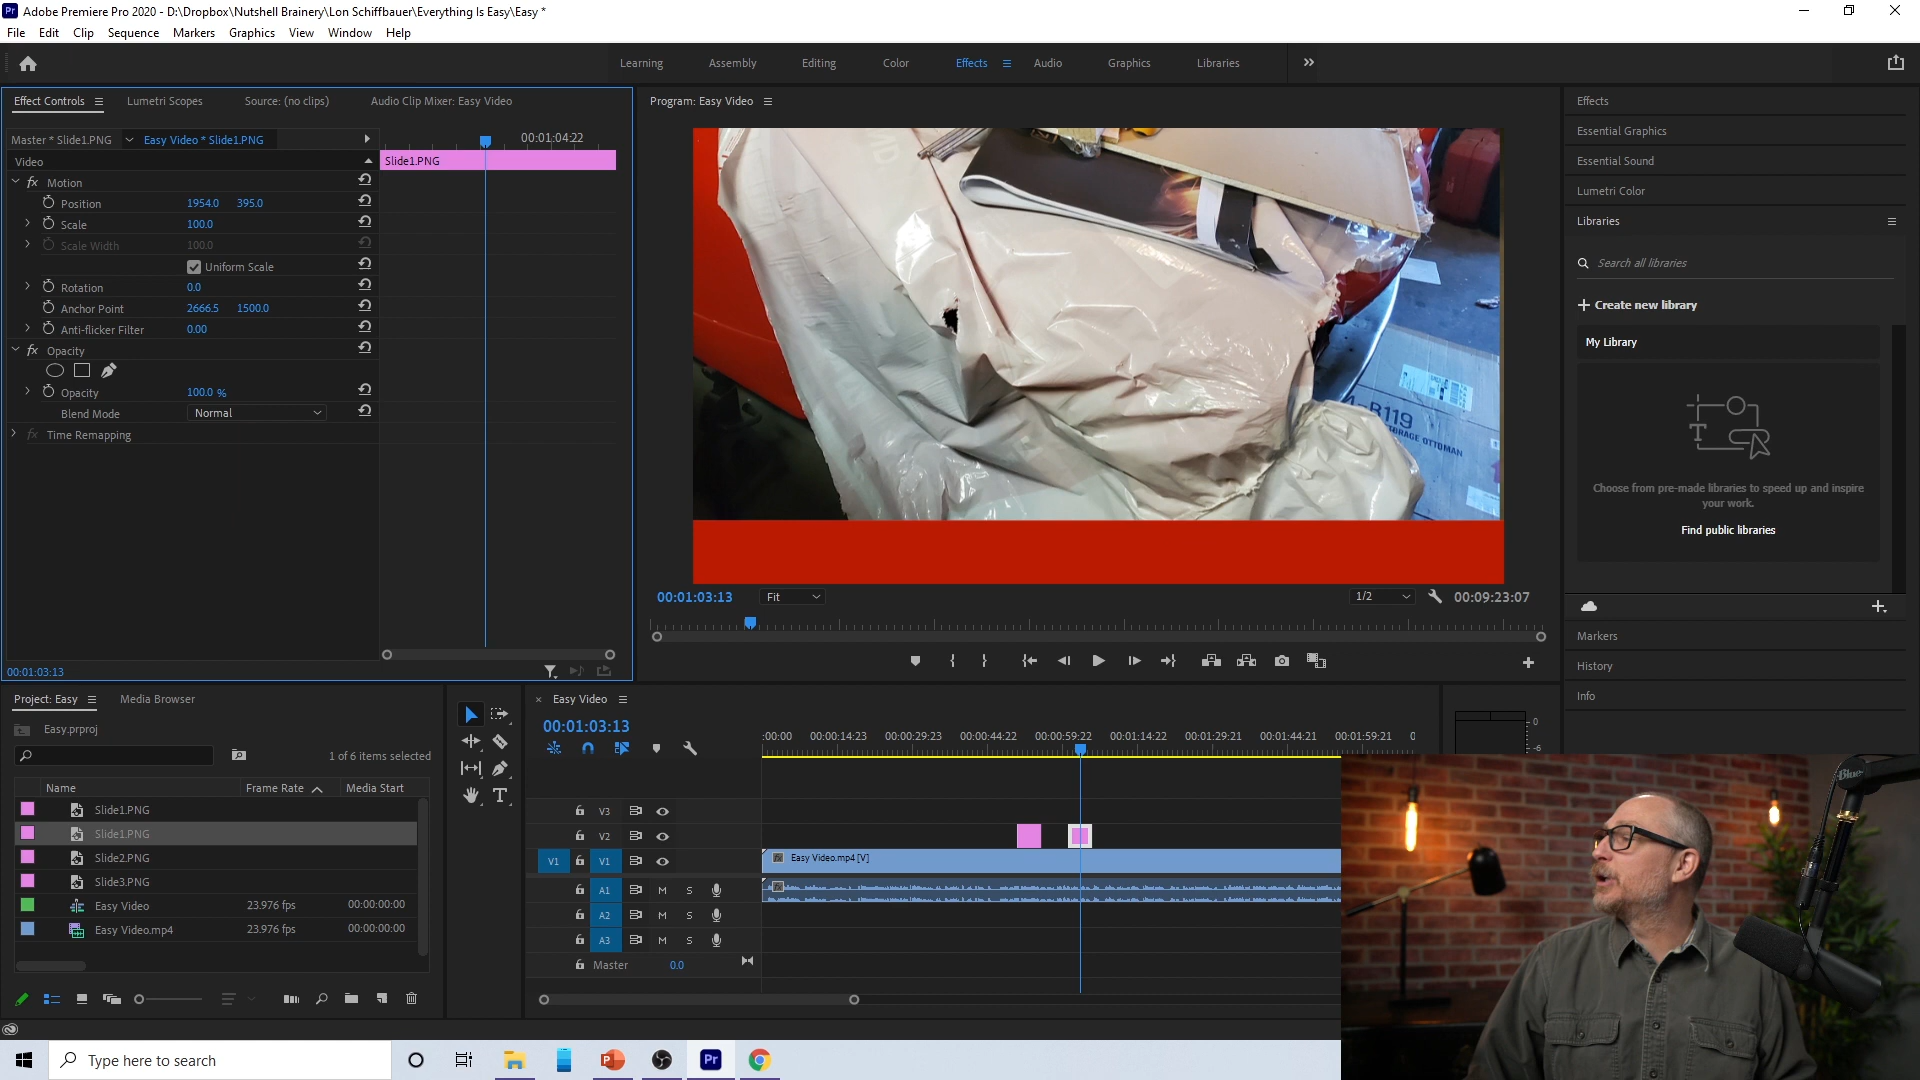 Adobe Premiere Pro 2020 - D:\Dropbox\Nutshell Brainery\Lon Schiffbauer\Everything Is Easy\Easy *
File Edit Clip Sequence Markers Graphics View Window Help
Learning Assembly Editing Color Effects Audio Graphics Libraries
Effect Controls Lumetri Scopes Source: (no clips) Audio Clip Mixer: Easy Video
Master * Slide1.PNG Easy Video * Slide1.PNG
00:01:04:22
Video
Slide1.PNG
fx Motion
Position 1954.0 395.0
Scale 100.0
Scale Width 100.0
Uniform Scale
Rotation 0.0
Anchor Point 2666.5 1500.0
Anti-flicker Filter 0.00
fx Opacity
Opacity 100.0 %
Blend Mode Normal
fx Time Remapping
00:01:03:13
Program: Easy Video
4-B119
ORAGE OTTOMAN
00:01:03:13 Fit 1/2 00:09:23:07
Effects
Essential Graphics
Essential Sound
Lumetri Color
Libraries
Search all libraries
Create new library
My Library
Choose from pre-made libraries to speed up and inspire
your work.
Find public libraries
Markers
History
Info
Project: Easy Media Browser
Easy.prproj
1 of 6 items selected
Name Frame Rate Media Start
Slide1.PNG
Slide1.PNG
Slide2.PNG
Slide3.PNG
Easy Video 23.976 fps 00:00:00:00
Easy Video.mp4 23.976 fps 00:00:00:00
× Easy Video
00:01:03:13
:00:00 00:00:14:23 00:00:29:23 00:00:44:22 00:00:59:22 00:01:14:22 00:01:29:21 00:01:44:21 00:01:59:21 0
V3
V2
V1 V1 Easy Video.mp4 [V]
A1 M S
A2 M S
A3 M S
Master 0.0
0
-6
Blue
Type here to search